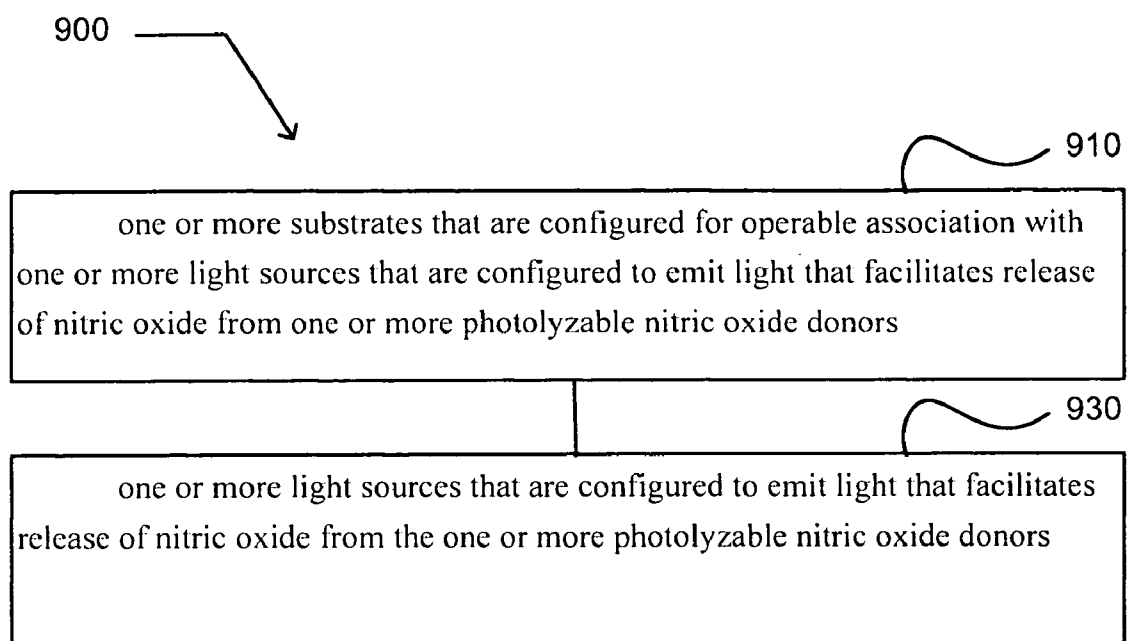 900
910
one or more substrates that are configured for operable association with
one or more light sources that are configured to emit light that facilitates release
of nitric oxide from one or more photolyzable nitric oxide donors
930
one or more light sources that are configured to emit light that facilitates
release of nitric oxide from the one or more photolyzable nitric oxide donors